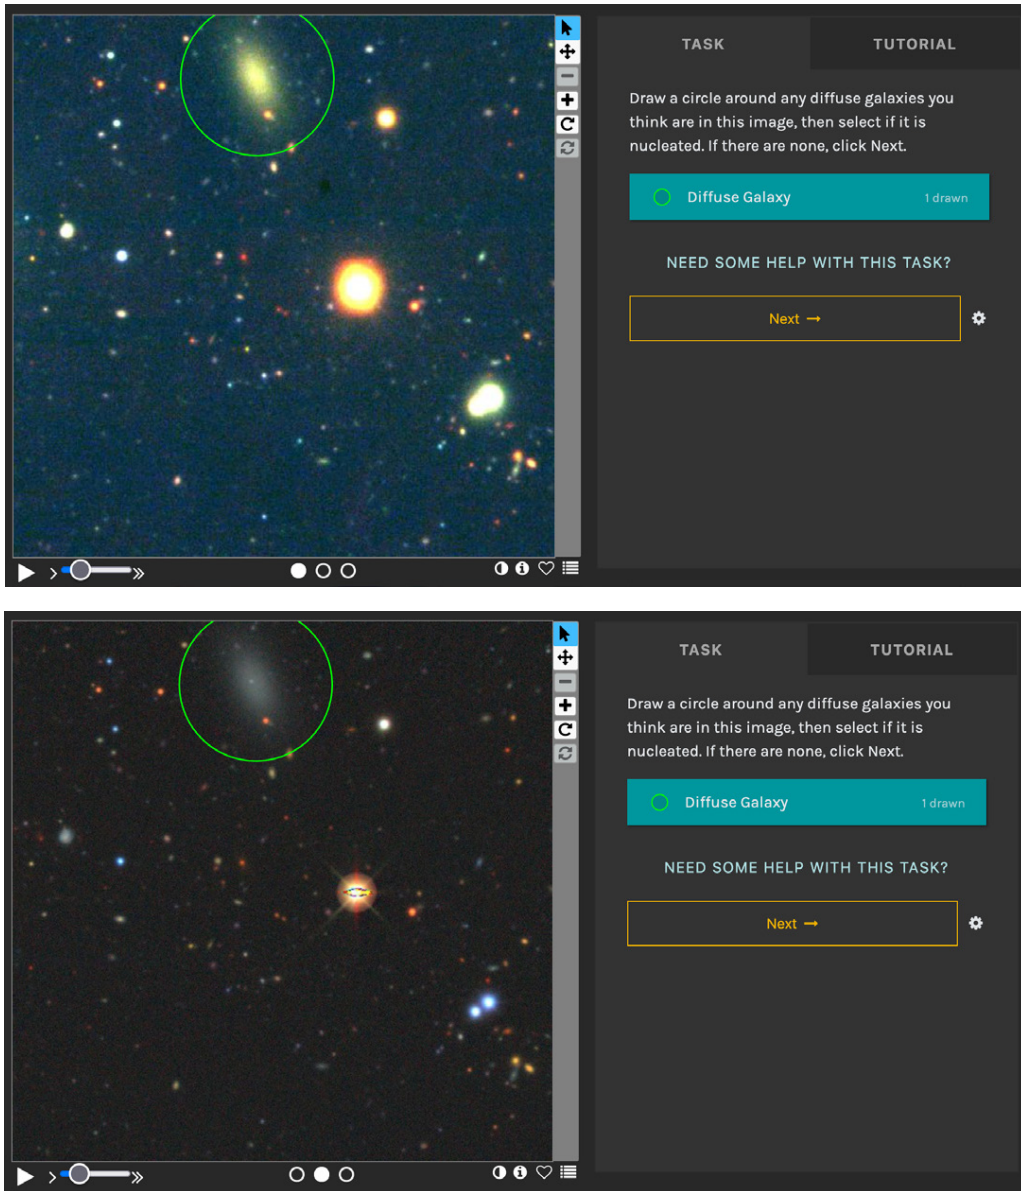 TASK
TUTORIAL
Draw a circle around any diffuse galaxies you
think are in this image, then select if it is
nucleated. If there are none, click Next.
Diffuse Galaxy
1 drawn
NEED SOME HELP WITH THIS TASK?
Next →
TASK
TUTORIAL
Draw a circle around any diffuse galaxies you
think are in this image, then select if it is
nucleated. If there are none, click Next.
Diffuse Galaxy
1 drawn
NEED SOME HELP WITH THIS TASK?
Next →